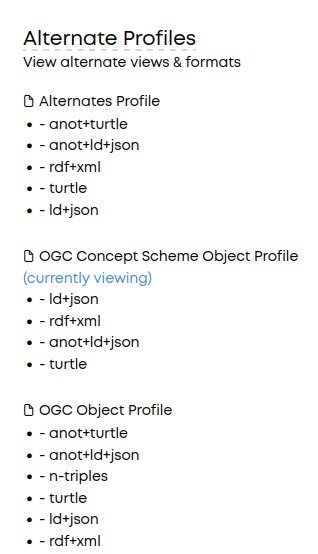 Alternate Profiles
View alternate views & formats
Alternates Profile
- anot+turtle
- anot+ld+json
- rdf+xml
- turtle
- ld+json
OGC Concept Scheme Object Profile
(currently viewing)
- ld+json
- rdf+xml
- anot+ld+json
- turtle
OGC Object Profile
- anot+turtle
- anot+ld+json
- n-triples
- turtle
- ld+json
- rdf+xml